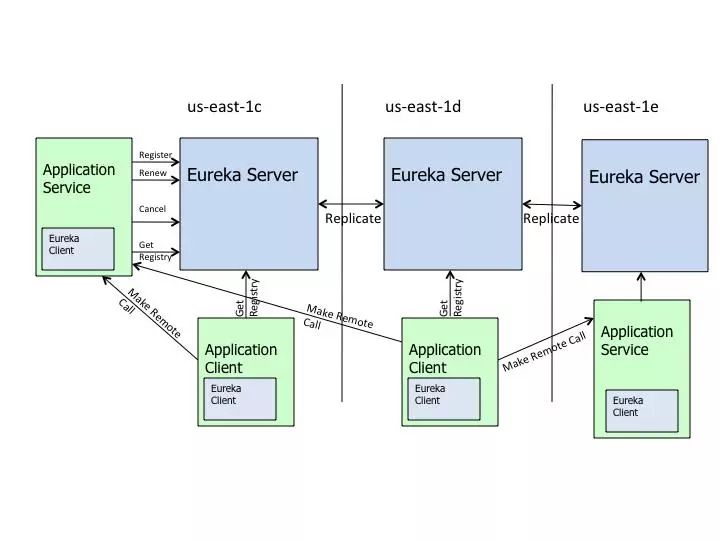 us-east-1c
us-east-1d
us-east-1e
Application
Service
Eureka
Client
Register
Renew
Cancel
Get
Registry
Eureka Server
Replicate
Eureka Server
Replicate
Eureka Server
Make Remote
Call
Get
Registry
Make Remote
Call
Get
Registry
Make Remote Call
Application
Client
Eureka
Client
Application
Client
Eureka
Client
Application
Service
Eureka
Client